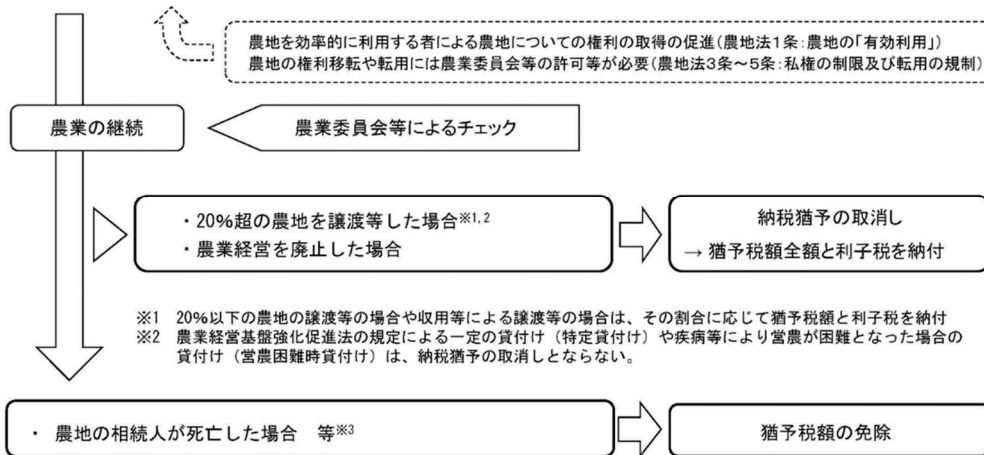 農地を効率的に利用する者による農地についての権利の取得の促進(農地法1条:農地の「有効利用」)
農地の権利移転や転用には農業委員会等の許可等が必要(農地法3条～5条:私権の制限及び転用の規制)
農業の継続
農業委員会等によるチェック
・ 20%超の農地を譲渡等した場合※1,2
・ 農業経営を廃止した場合
納税猶予の取消し
→ 猶予税額全額と利子税を納付
※1 20%以下の農地の譲渡等の場合や収用等による譲渡等の場合は、その割合に応じて猶予税額と利子税を納付
※2 農業経営基盤強化促進法の規定による一定の貸付け（特定貸付け）や疾病等により営農が困難となった場合の
貸付け（営農困難時貸付け）は、納税猶予の取消しとならない。
・ 農地の相続人が死亡した場合 等※3
猶予税額の免除